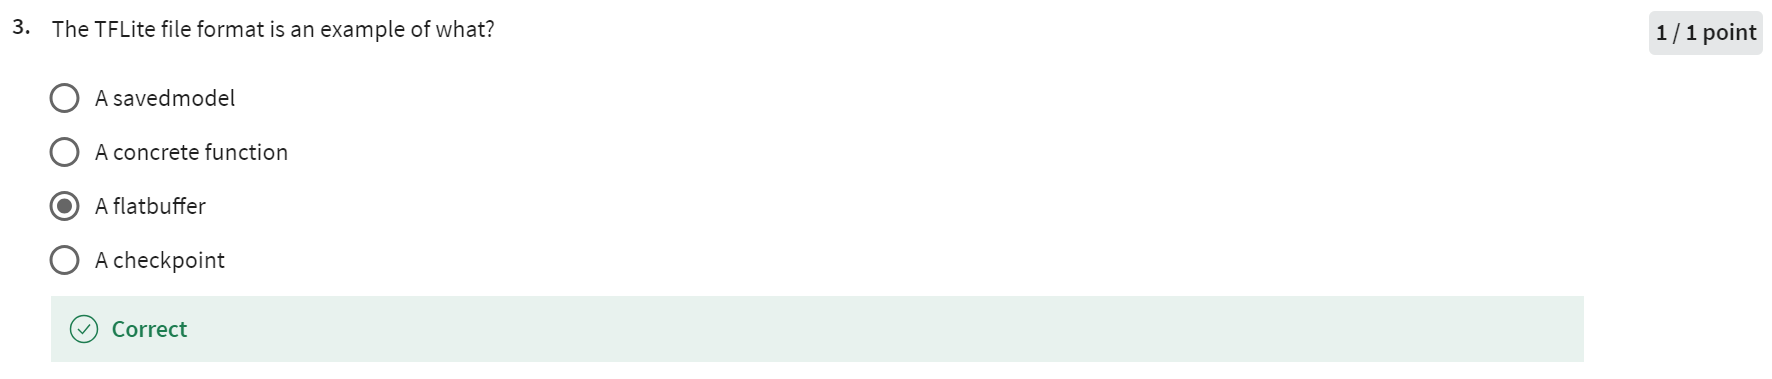 3. The TFLite file format is an example of what?
1 / 1 point
A savedmodel
A concrete function
A flatbuffer
A checkpoint
Correct